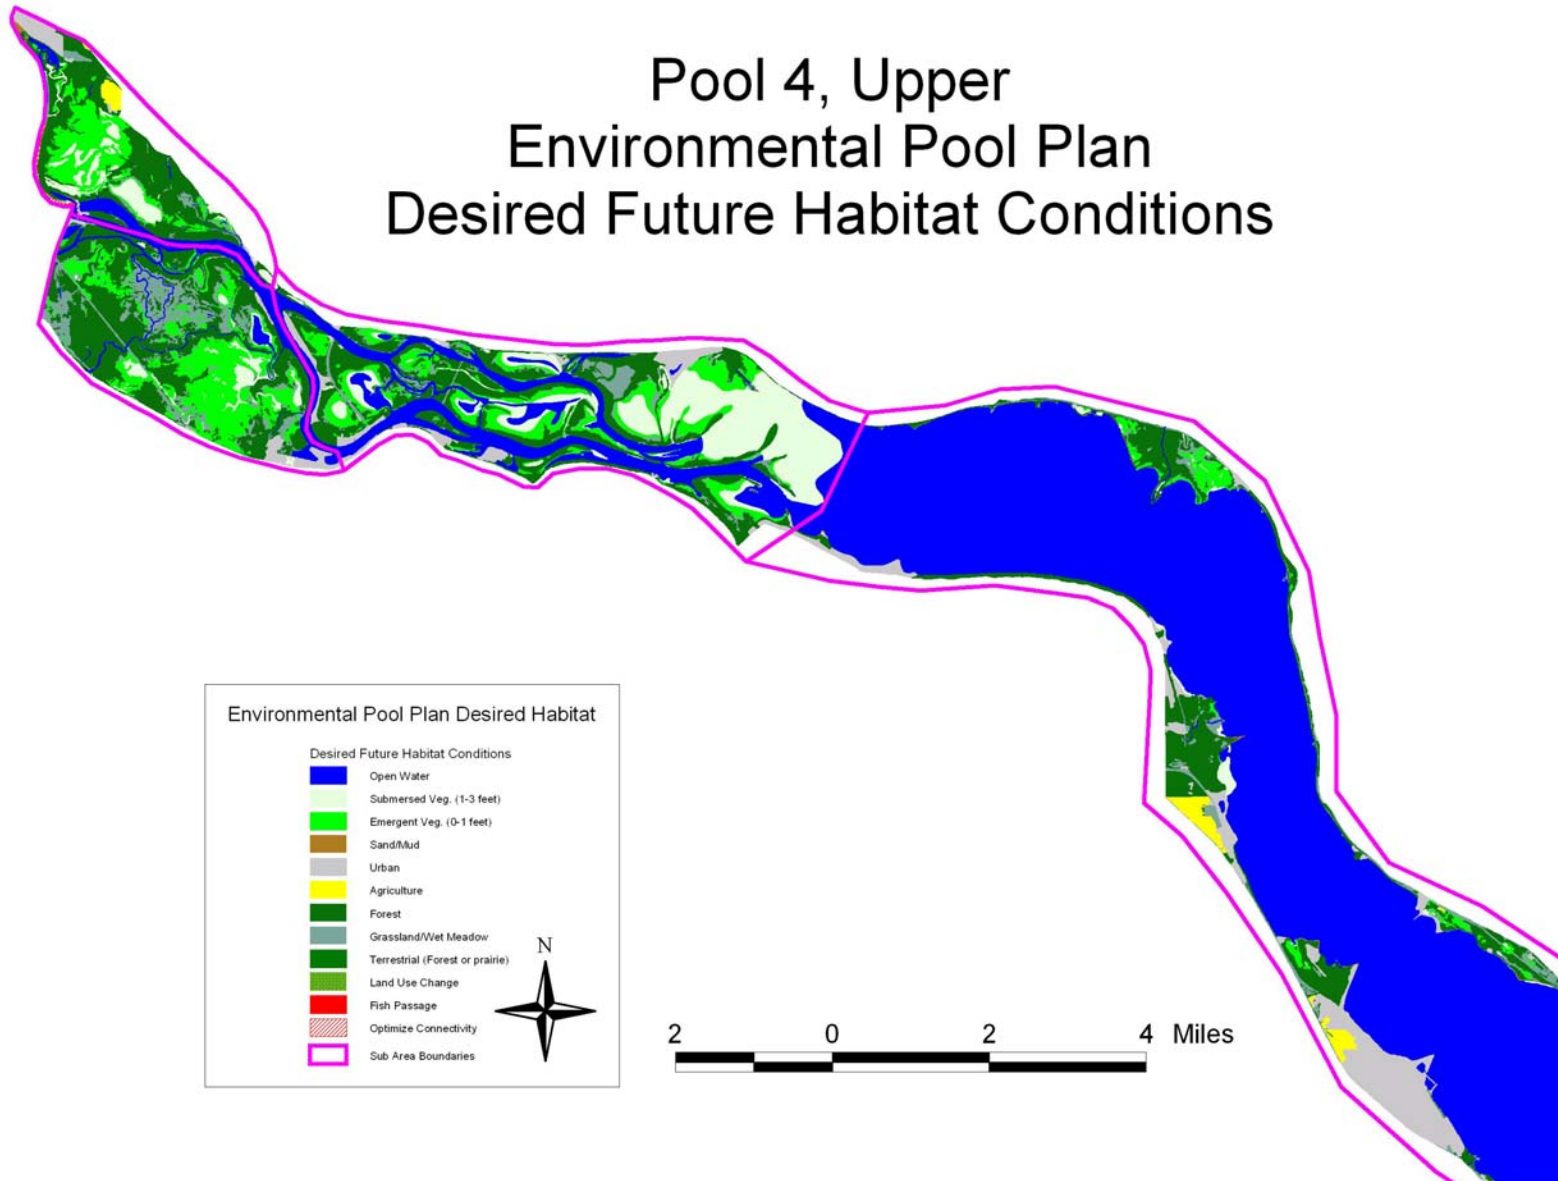 Pool 4, Upper
Environmental Pool Plan
Desired Future Habitat Conditions
Environmental Pool Plan Desired Habitat
Desired Future Habitat Conditions
Open Water
Submersed Veg. (1-3 feet)
Emergent Veg. (0-1 feet)
Sand/Mud
Urban
Agriculture
Forest
Grassland/Wet Meadow
Terrestrial (Forest or prairie)
Land Use Change
Fish Passage
Optimize Connectivity
Sub Area Boundaries
N
2 0 2 4 Miles